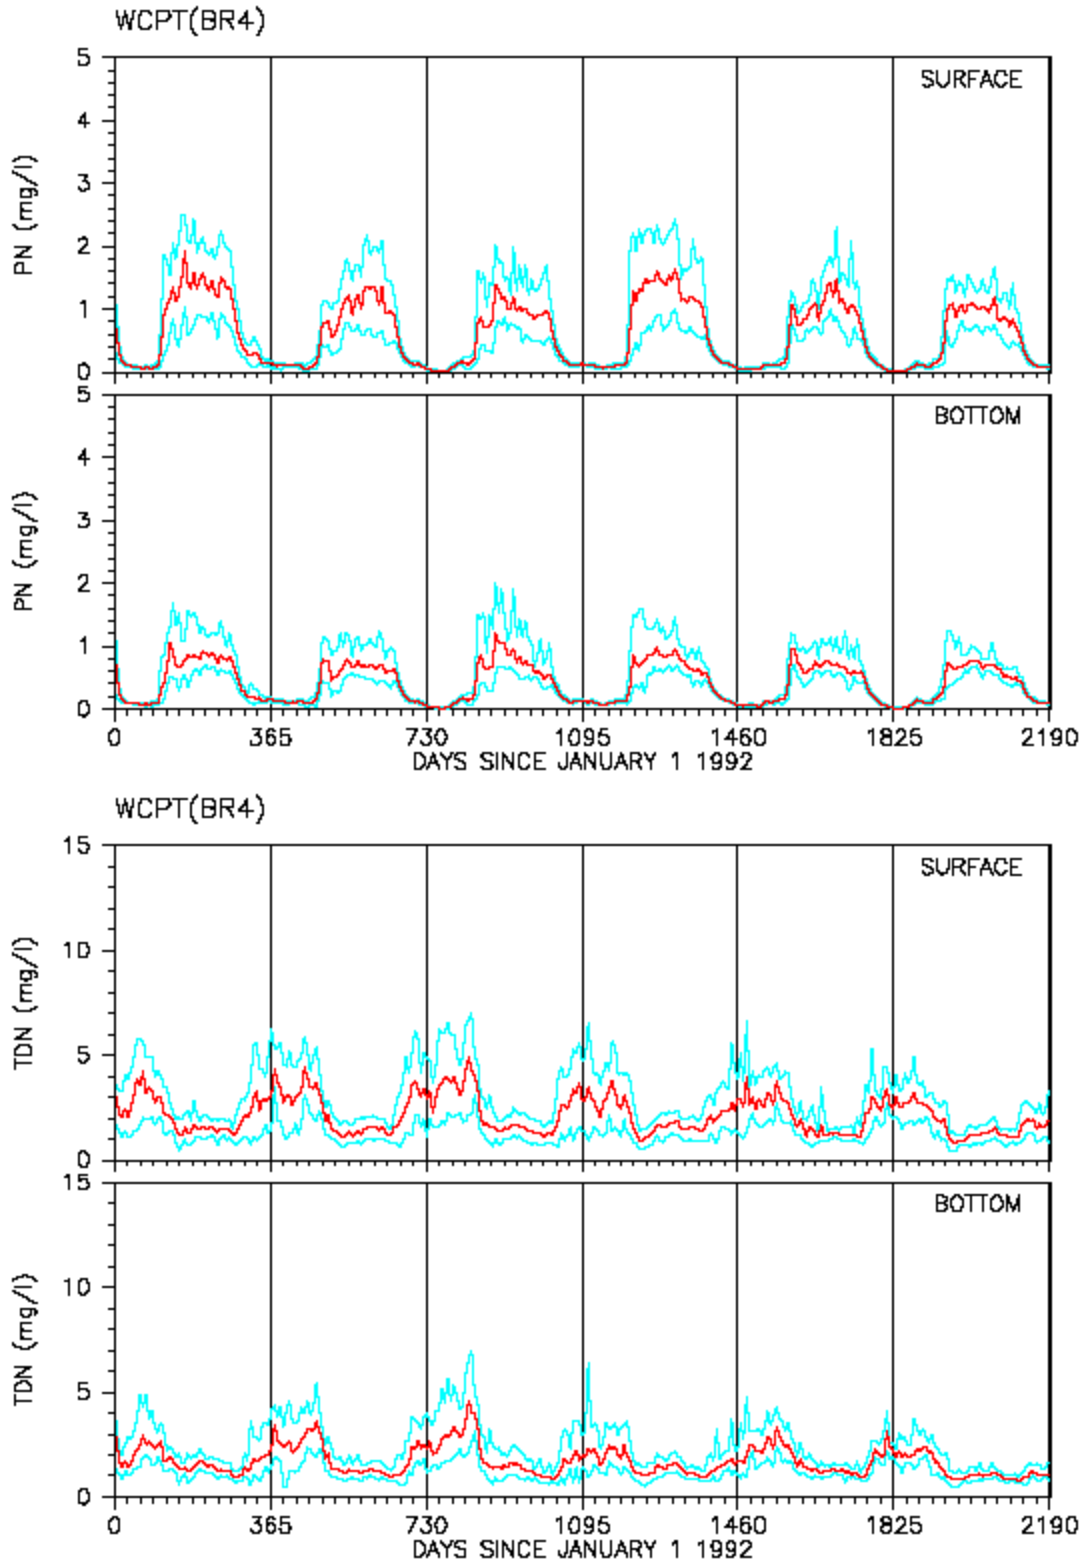 WCPT(BR4)
5
SURFACE
4
3
PN (mg/l)
2
1
0
5
BOTTOM
4
3
PN (mg/l)
2
1
0
0 365 730 1095 1460 1825 2190
DAYS SINCE JANUARY 1 1992
WCPT(BR4)
15
SURFACE
10
TDN (mg/l)
5
0
15
BOTTOM
10
TDN (mg/l)
5
0
0 365 730 1095 1460 1825 2190
DAYS SINCE JANUARY 1 1992